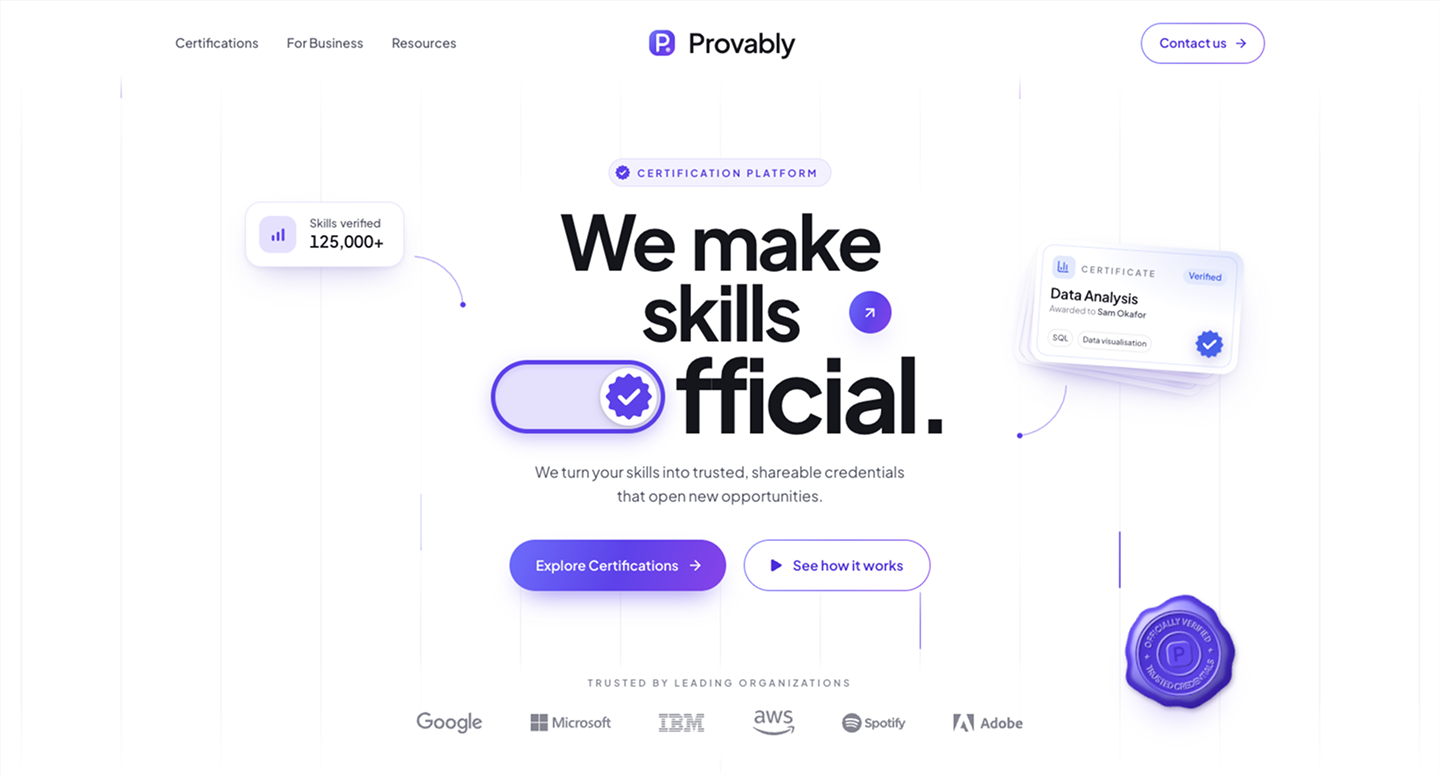 Certifications
For Business
Resources
Provably
Contact us
CERTIFICATION PLATFORM
Skills verified
125,000+
We make
skills
fficial.
CERTIFICATE
Verified
Data Analysis
Awarded to Sam Okafor
SQL
Data visualisation
We turn your skills into trusted, shareable credentials
that open new opportunities.
Explore Certifications
See how it works
OFFICIALLY VERIFIED
P
TRUSTED CREDENTIALS
TRUSTED BY LEADING ORGANIZATIONS
Google
Microsoft
IBM
aws
Spotify
Adobe